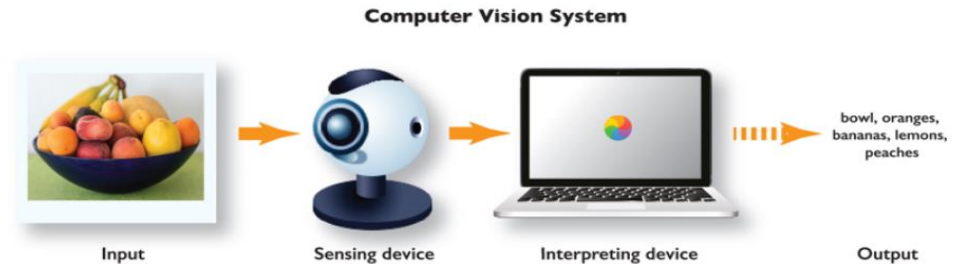 Computer Vision System
bowl, oranges,
bananas, lemons,
peaches
Input
Sensing device
Interpreting device
Output